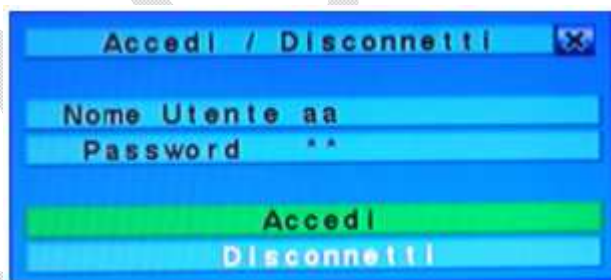 Accedi / Disconnetti
Nome Utente aa
Password **
Accedi
Disconnetti